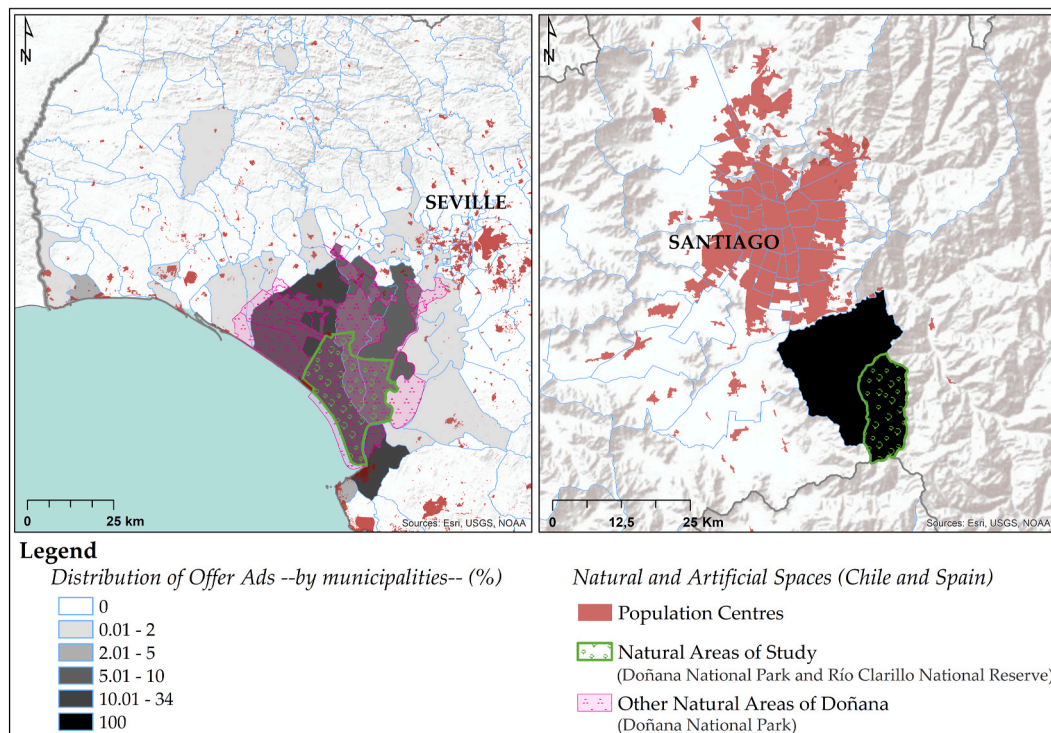 N
N
SEVILLE
SANTIAGO
0 25 km
Sources: Esri, USGS, NOAA
0 12,5 25 Km
Sources: Esri, USGS, NOAA
Legend
Distribution of Offer Ads --by municipalities-- (%)
0
0.01 - 2
2.01 - 5
5.01 - 10
10.01 - 34
100
Natural and Artificial Spaces (Chile and Spain)
Population Centres
Natural Areas of Study
(Doñana National Park and Río Clarillo National Reserve)
Other Natural Areas of Doñana
(Doñana National Park)